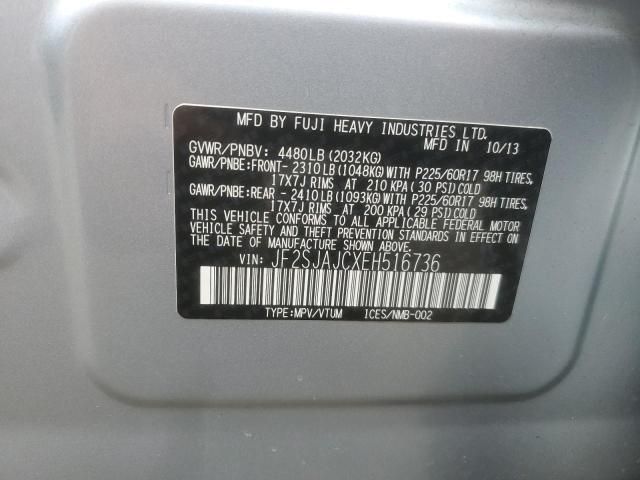 MFD BY FUJI HEAVY INDUSTRIES LTD.
MFD IN 10/13
GVWR/PNBV: 4480LB(2032KG)
GAWR/PNBE:FRONT-2310LB(1048KG)WITH P225/60R17 98H TIRES,
17X7J RIMS AT 210 KPA(30 PSI)COLD
GAWR/PNBE:REAR -2410LB(1093KG)WITH P225/60R17 98H TIRES,
17X7J RIMS AT 200 KPA(29 PSI)COLD
THIS VEHICLE CONFORMS TO ALL APPLICABLE FEDERAL MOTOR
VEHICLE SAFETY AND THEFT PREVENTION STANDARDS IN EFFECT
ON THE DATE OF MANUFACTURE SHOWN ABOVE.
VIN: JF2SJAJCXEH516736
TYPE:MPV/VTUM ICES/NMB-002